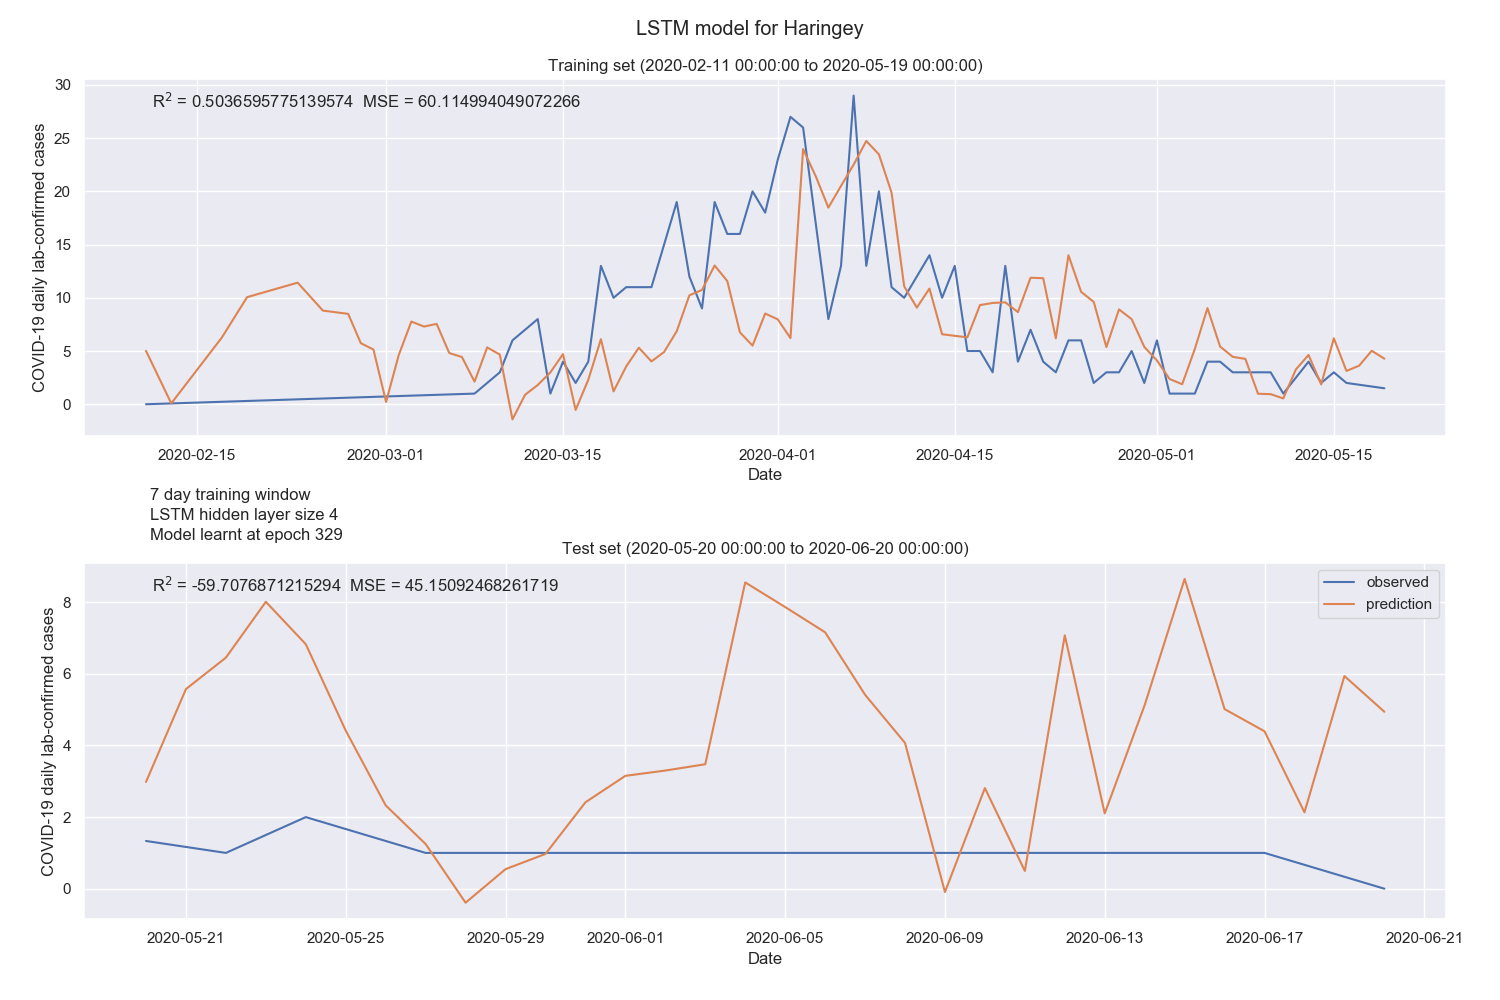 LSTM model for Haringey
Training set (2020-02-11 00:00:00 to 2020-05-19 00:00:00)
R² = 0.5036595775139574  MSE = 60.114994049072266
COVID-19 daily lab-confirmed cases
30
25
20
15
10
5
0
2020-02-15 2020-03-01 2020-03-15 2020-04-01 2020-04-15 2020-05-01 2020-05-15
Date
7 day training window
LSTM hidden layer size 4
Model learnt at epoch 329
Test set (2020-05-20 00:00:00 to 2020-06-20 00:00:00)
R² = -59.7076871215294  MSE = 45.15092468261719
observed
prediction
COVID-19 daily lab-confirmed cases
8
6
4
2
0
2020-05-21 2020-05-25 2020-05-29 2020-06-01 2020-06-05 2020-06-09 2020-06-13 2020-06-17 2020-06-21
Date